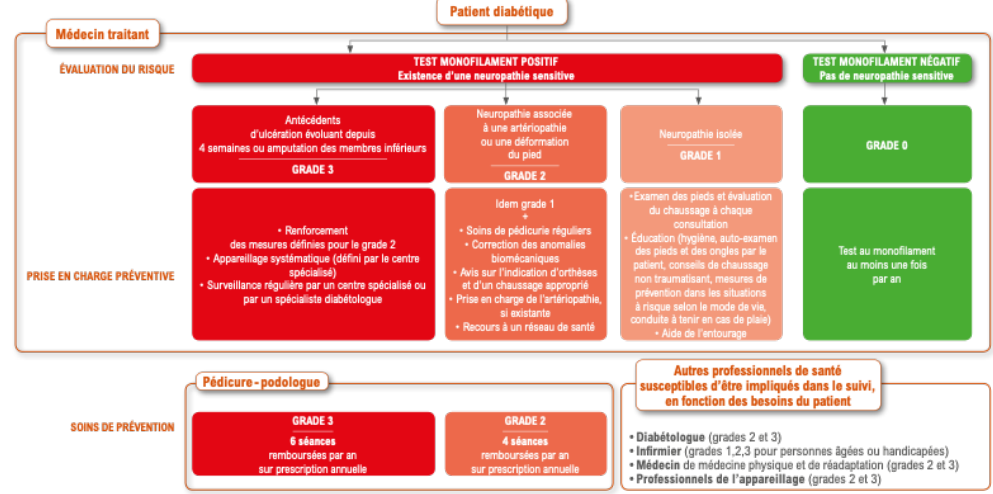 Patient diabétique
Médecin traitant
ÉVALUATION DU RISQUE
TEST MONOFILAMENT POSITIF
Existence d'une neuropathie sensitive
TEST MONOFILAMENT NÉGATIF
Pas de neuropathie sensitive
Antécédents
d'ulcération évoluant depuis
4 semaines ou amputation des membres inférieurs
GRADE 3
Neuropathie associée
à une artériopathie
ou une déformation
du pied
GRADE 2
Neuropathie isolée
GRADE 1
GRADE 0
PRISE EN CHARGE PRÉVENTIVE
• Renforcement
des mesures définies pour le grade 2
• Appareillage systématique (défini par le centre
spécialisé)
• Surveillance régulière par un centre spécialisé ou
par un spécialiste diabétologue
Idem grade 1
+
• Soins de pédicurie réguliers
• Correction des anomalies
biomécaniques
• Avis sur l'indication d'orthèses
et d'un chaussage approprié
• Prise en charge de l'artériopathie,
si existante
• Recours à un réseau de santé
• Examen des pieds et évaluation
du chaussage à chaque
consultation
• Éducation (hygiène, auto-examen
des pieds et des ongles par le
patient, conseils de chaussage
non traumatisant, mesures de
prévention dans les situations
à risque selon le mode de vie,
conduite à tenir en cas de plaie)
• Aide de l'entourage
Test au monofilament
au moins une fois
par an
Pédicure-podologue
SOINS DE PRÉVENTION
GRADE 3
6 séances
remboursées par an
sur prescription annuelle
GRADE 2
4 séances
remboursées par an
sur prescription annuelle
Autres professionnels de santé
susceptibles d'être impliqués dans le suivi,
en fonction des besoins du patient
• Diabétologue (grades 2 et 3)
• Infirmier (grades 1,2,3 pour personnes âgées ou handicapées)
• Médecin de médecine physique et de réadaptation (grades 2 et 3)
• Professionnels de l'appareillage (grades 2 et 3)